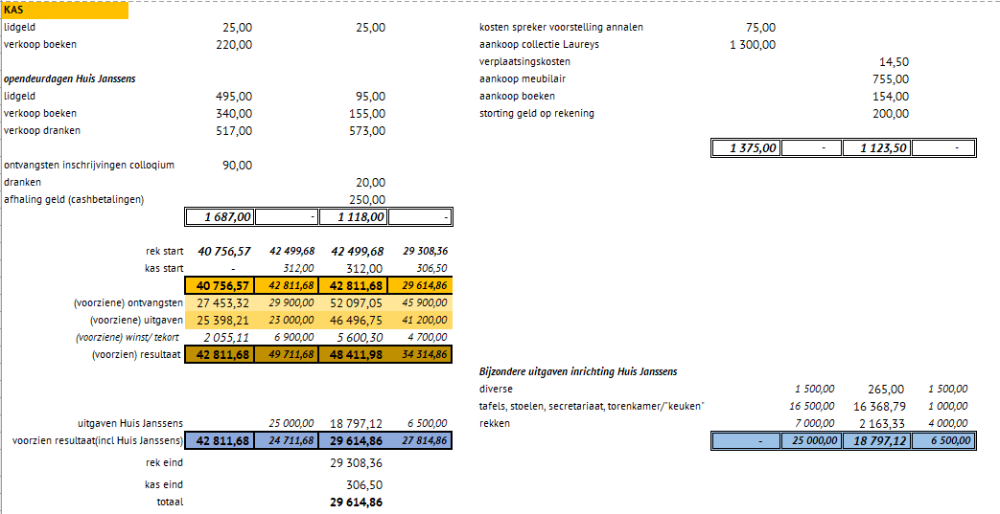 KAS
lidgeld 25,00 25,00 kosten spreker voorstelling annalen 75,00
verkoop boeken 220,00 aankoop collectie Laureys 1 300,00
verplaatsingskosten 14,50
opendeurdagen Huis Janssens aankoop meubilair 755,00
lidgeld 495,00 95,00 aankoop boeken 154,00
verkoop boeken 340,00 155,00 storting geld op rekening 200,00
verkoop dranken 517,00 573,00
1 375,00 - 1 123,50 -
ontvangsten inschrijvingen colloqium 90,00
dranken 20,00
afhaling geld (cashbetalingen) 250,00
1 687,00 - 1 118,00 -
rek start 40 756,57 42 499,68 42 499,68 29 308,36
kas start - 312,00 312,00 306,50
40 756,57 42 811,68 42 811,68 29 614,86
(voorziene) ontvangsten 27 453,32 29 900,00 52 097,05 45 900,00
(voorziene) uitgaven 25 398,21 23 000,00 46 496,75 41 200,00
(voorziene) winst/ tekort 2 055,11 6 900,00 5 600,30 4 700,00
(voorzien) resultaat 42 811,68 49 711,68 48 411,98 34 314,86
Bijzondere uitgaven inrichting Huis Janssens
diverse 1 500,00 265,00 1 500,00
tafels, stoelen, secretariaat, torenkamer/"keuken" 16 500,00 16 368,79 1 000,00
uitgaven Huis Janssens 25 000,00 18 797,12 6 500,00 rekken 7 000,00 2 163,33 4 000,00
voorzien resultaat(incl Huis Janssens) 42 811,68 24 711,68 29 614,86 27 814,86 - 25 000,00 18 797,12 6 500,00
rek eind 29 308,36
kas eind 306,50
totaal 29 614,86